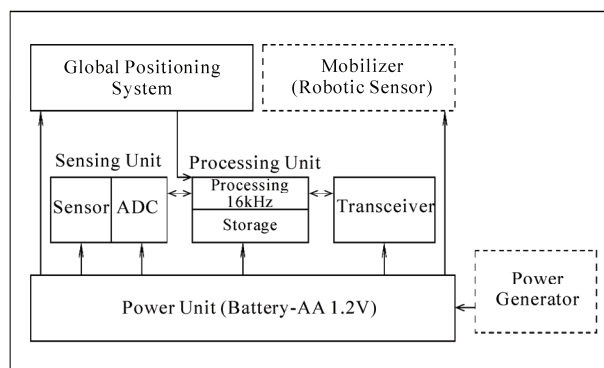 Global Positioning
System
Mobilizer
(Robotic Sensor)
Sensing Unit
Processing Unit
Sensor
ADC
Processing
16kHz
Storage
Transceiver
Power Unit (Battery-AA 1.2V)
Power
Generator